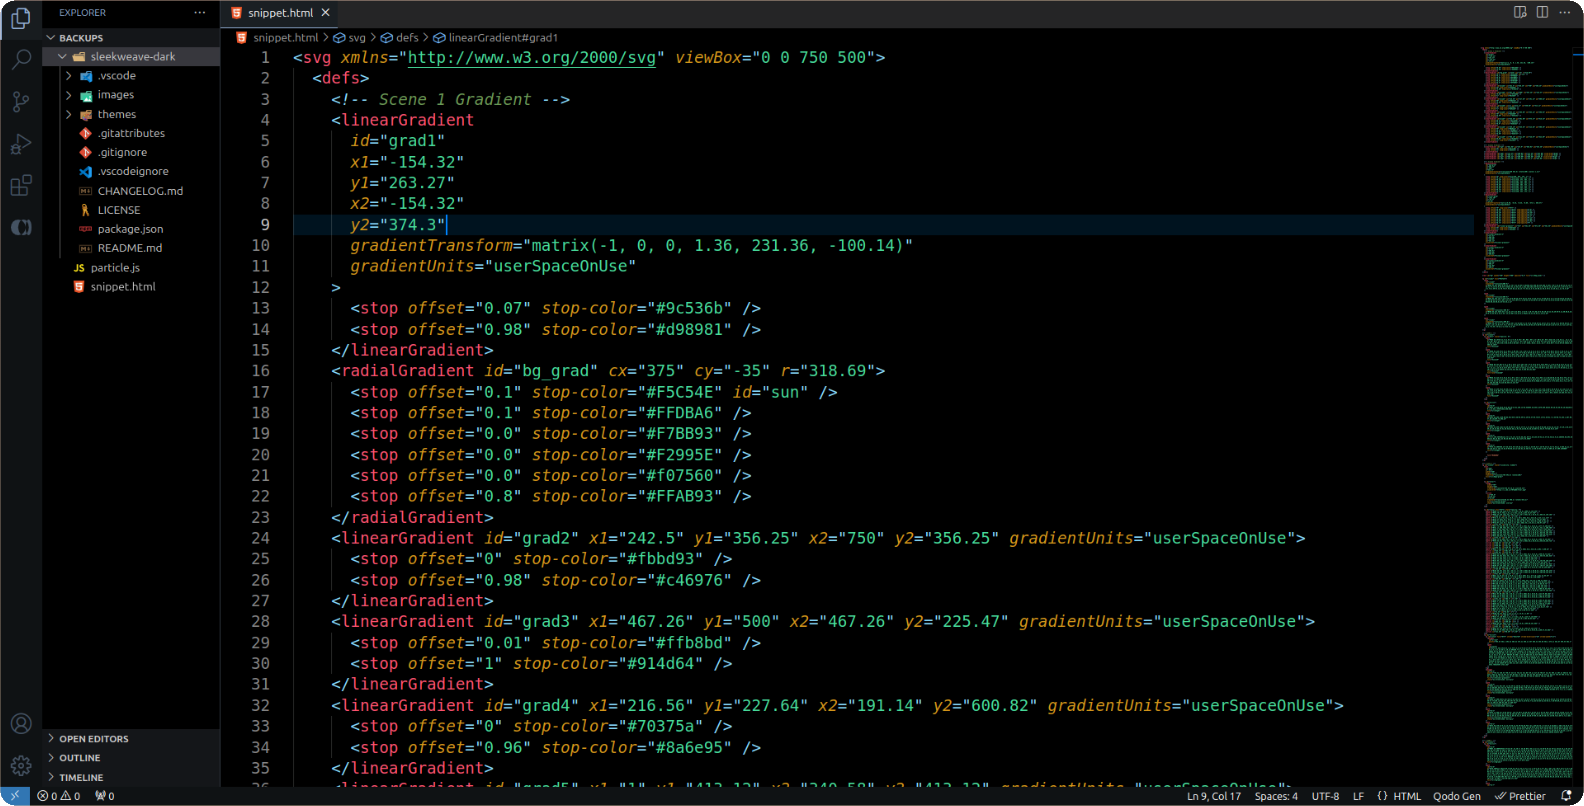 EXPLORER
BACKUPS
sleekweave-dark
.vscode
images
themes
.gitattributes
.gitignore
.vscodeignore
CHANGELOG.md
LICENSE
package.json
README.md
JS particle.js
snippet.html
OPEN EDITORS
OUTLINE
TIMELINE
snippet.html
snippet.html > svg > defs > linearGradient#grad1
1 <svg xmlns="http://www.w3.org/2000/svg" viewBox="0 0 750 500">
2 <defs>
3 <!-- Scene 1 Gradient -->
4 <linearGradient
5 id="grad1"
6 x1="-154.32"
7 y1="263.27"
8 x2="-154.32"
9 y2="374.3"
10 gradientTransform="matrix(-1, 0, 0, 1.36, 231.36, -100.14)"
11 gradientUnits="userSpaceOnUse"
12 >
13 <stop offset="0.07" stop-color="#9c536b" />
14 <stop offset="0.98" stop-color="#d98981" />
15 </linearGradient>
16 <radialGradient id="bg_grad" cx="375" cy="-35" r="318.69">
17 <stop offset="0.1" stop-color="#F5C54E" id="sun" />
18 <stop offset="0.1" stop-color="#FFDBA6" />
19 <stop offset="0.0" stop-color="#F7BB93" />
20 <stop offset="0.0" stop-color="#F2995E" />
21 <stop offset="0.0" stop-color="#f07560" />
22 <stop offset="0.8" stop-color="#FFAB93" />
23 </radialGradient>
24 <linearGradient id="grad2" x1="242.5" y1="356.25" x2="750" y2="356.25" gradientUnits="userSpaceOnUse">
25 <stop offset="0" stop-color="#fbbd93" />
26 <stop offset="0.98" stop-color="#c46976" />
27 </linearGradient>
28 <linearGradient id="grad3" x1="467.26" y1="500" x2="467.26" y2="225.47" gradientUnits="userSpaceOnUse">
29 <stop offset="0.01" stop-color="#ffb8bd" />
30 <stop offset="1" stop-color="#914d64" />
31 </linearGradient>
32 <linearGradient id="grad4" x1="216.56" y1="227.64" x2="191.14" y2="600.82" gradientUnits="userSpaceOnUse">
33 <stop offset="0" stop-color="#70375a" />
34 <stop offset="0.96" stop-color="#8a6e95" />
35 </linearGradient>
0 0 0
Ln 9, Col 17 Spaces: 4 UTF-8 LF {} HTML Qodo Gen Prettier